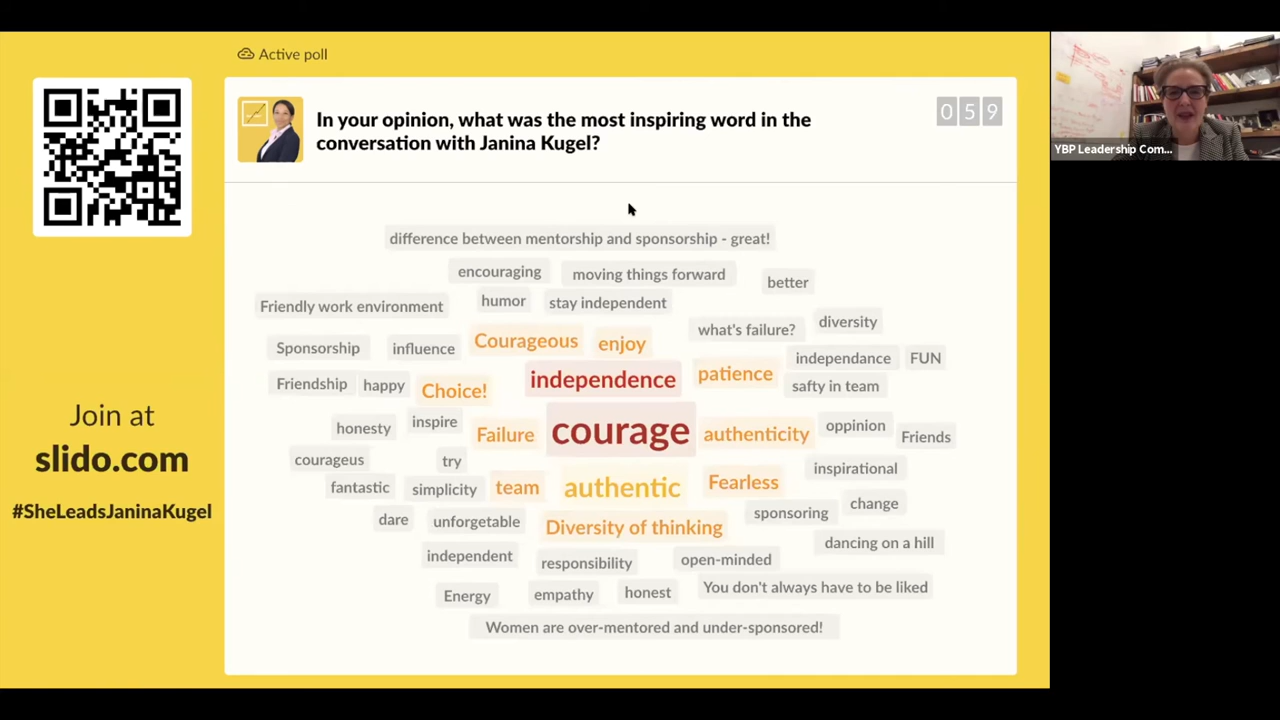 Active poll
In your opinion, what was the most inspiring word in the
conversation with Janina Kugel?
059
YBP Leadership Com...
difference between mentorship and sponsorship - great!
encouraging moving things forward better
Friendly work environment humor stay independent
what's failure? diversity
Sponsorship influence Courageous enjoy independance FUN
Friendship happy Choice! independence patience safty in team
honesty inspire Failure courage authenticity oppinion Friends
courageus try inspirational
fantastic simplicity team authentic Fearless change
dare unforgetable Diversity of thinking sponsoring
dancing on a hill
independent responsibility open-minded
Energy empathy honest You don't always have to be liked
Women are over-mentored and under-sponsored!
Join at
slido.com
#SheLeadsJaninaKugel